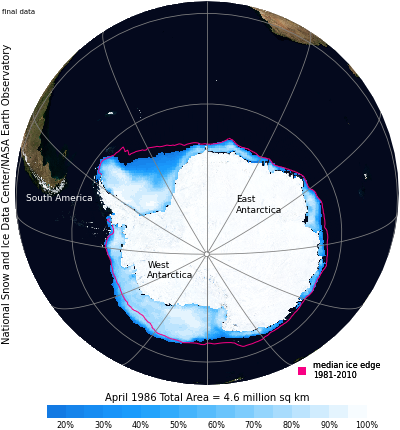 final data
National Snow and Ice Data Center/NASA Earth Observatory
South America
East
Antarctica
West
Antarctica
median ice edge
1981-2010
April 1986 Total Area = 4.6 million sq km
20% 30% 40% 50% 60% 70% 80% 90% 100%